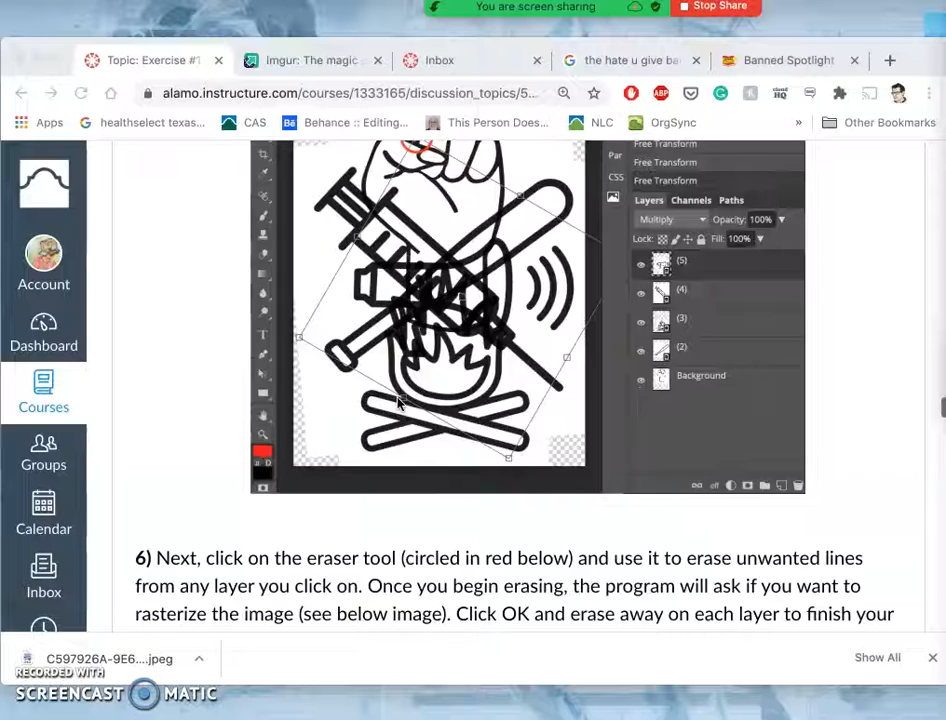 You are screen sharing
Stop Share
Topic: Exercise #1
Imgur: The magic
Inbox
the hate u give ba
Banned Spotlight
alamo.instructure.com/courses/1333165/discussion_topics/5...
ABP
cloud HQ
Apps
healthselect texas...
CAS
Bē
Behance :: Editing...
This Person Does...
NLC
OrgSync
»
Other Bookmarks
Account
Dashboard
Courses
Groups
Calendar
Inbox
Par
CSS
Free Transform
Free Transform
Free Transform
Layers Channels Paths
Multiply Opacity: 100%
Lock: Fill: 100%
(5)
(4)
(3)
(2)
Background
off
D
6) Next, click on the eraser tool (circled in red below) and use it to erase unwanted lines
from any layer you click on. Once you begin erasing, the program will ask if you want to
rasterize the image (see below image). Click OK and erase away on each layer to finish your
C597926A-9E6....jpeg
Show All
RECORDED WITH
SCREENCAST MATIC